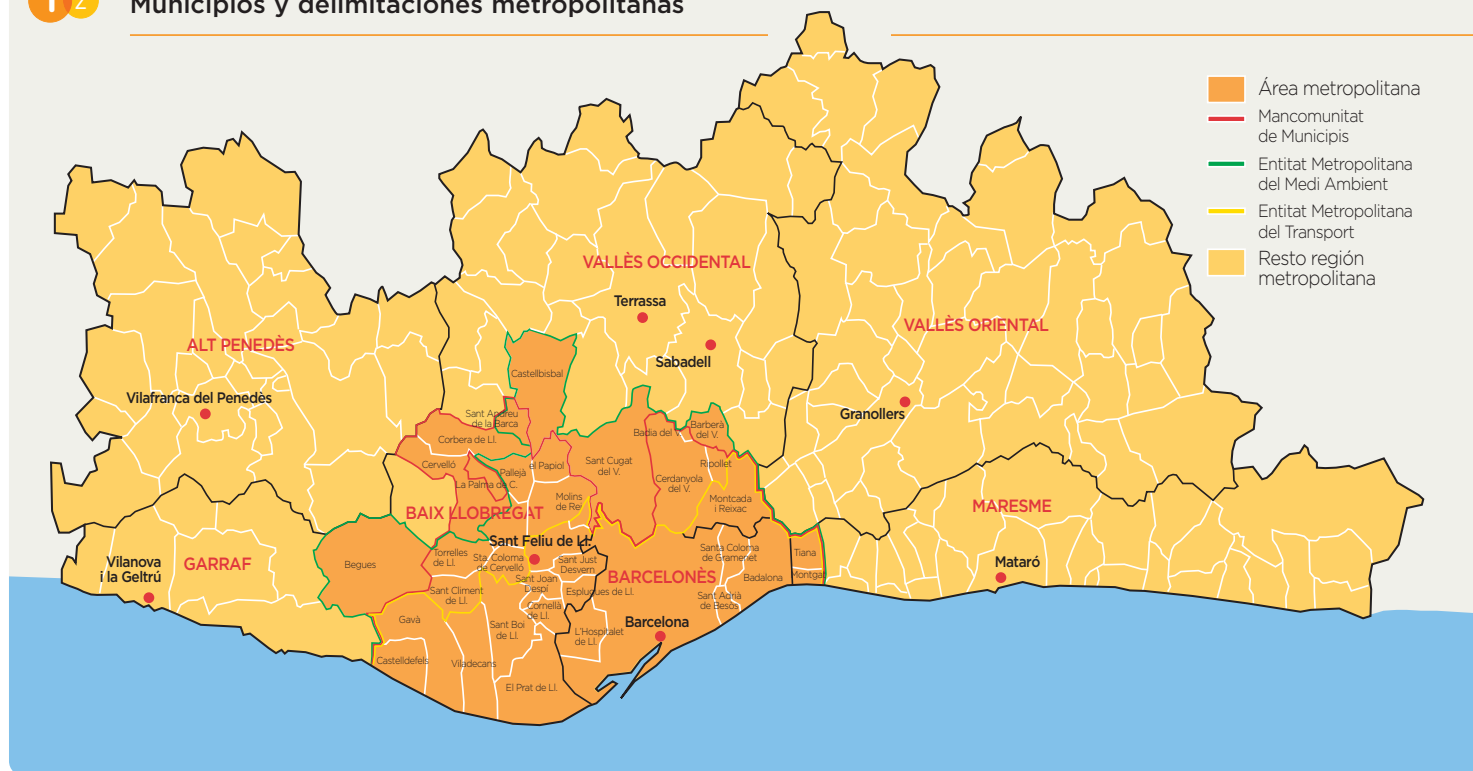 1 2
Municipios y delimitaciones metropolitanas
Área metropolitana
Mancomunitat
de Municipis
Entitat Metropolitana
del Medi Ambient
Entitat Metropolitana
del Transport
Resto región
metropolitana
VALLÈS OCCIDENTAL
Terrassa
Sabadell
VALLÈS ORIENTAL
Granollers
ALT PENEDÈS
Vilafranca del Penedès
Castellbisbal
Sant Andreu
de la Barca
Corbera de Ll.
Cervelló
La Palma de C.
Pallejà
el Papiol
Molins
de Rei
Sant Cugat
del V.
Badia del V.
Barberà
del V.
Ripollet
Cerdanyola
del V.
Montcada
i Reixac
BAIX LLOBREGAT
Sant Feliu de Ll.
MARESME
Mataró
GARRAF
Vilanova
i la Geltrú
Begues
Torrelles
de Ll.
Sta. Coloma
de Cervelló
Sant Just
Desvern
Sant Joan
Despí
Esplugues de Ll.
BARCELONÈS
Santa Coloma
de Gramenet
Badalona
Tiana
Montgat
Sant Adrià
de Besòs
Sant Climent
de Ll.
Cornellà
de Ll.
Gavà
Sant Boi
de Ll.
L'Hospitalet
de Ll.
Barcelona
Castelldefels
Viladecans
El Prat de Ll.